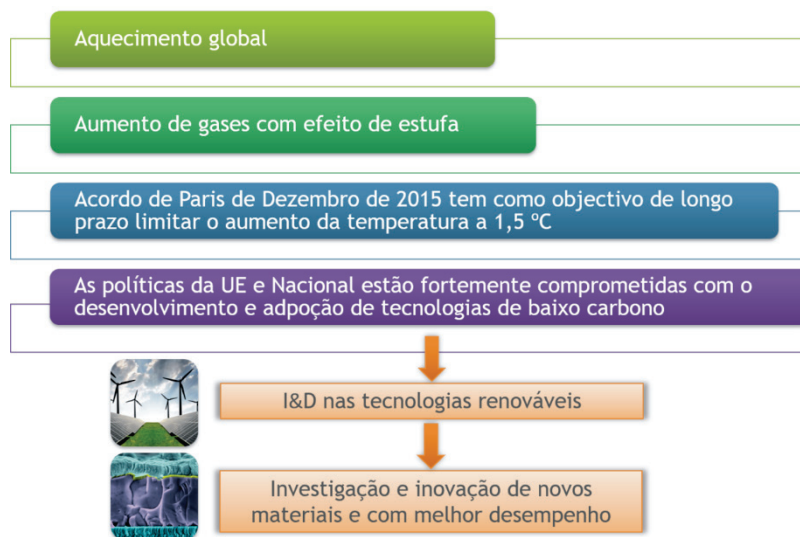 Aquecimento global
Aumento de gases com efeito de estufa
Acordo de Paris de Dezembro de 2015 tem como objectivo de longo
prazo limitar o aumento da temperatura a 1,5 ºC
As políticas da UE e Nacional estão fortemente comprometidas com o
desenvolvimento e adpoção de tecnologias de baixo carbono
I&D nas tecnologias renováveis
Investigação e inovação de novos
materiais e com melhor desempenho